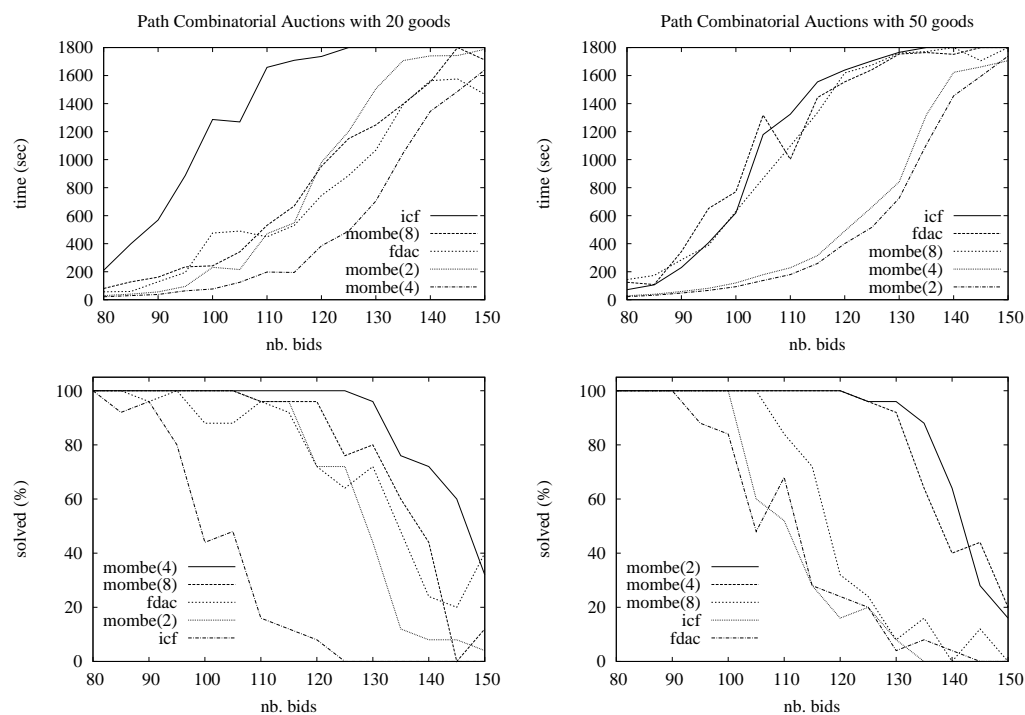 Path Combinatorial Auctions with 20 goods
1800
1600
1400
1200
1000
800
600
400
200
0
time (sec)
icf
mombe(8)
fdac
mombe(2)
mombe(4)
80 90 100 110 120 130 140 150
nb. bids
Path Combinatorial Auctions with 50 goods
1800
1600
1400
1200
1000
800
600
400
200
0
time (sec)
icf
fdac
mombe(8)
mombe(4)
mombe(2)
80 90 100 110 120 130 140 150
nb. bids
100
80
60
40
20
0
solved (%)
mombe(4)
mombe(8)
fdac
mombe(2)
icf
80 90 100 110 120 130 140 150
nb. bids
100
80
60
40
20
0
solved (%)
mombe(2)
mombe(4)
mombe(8)
icf
fdac
80 90 100 110 120 130 140 150
nb. bids